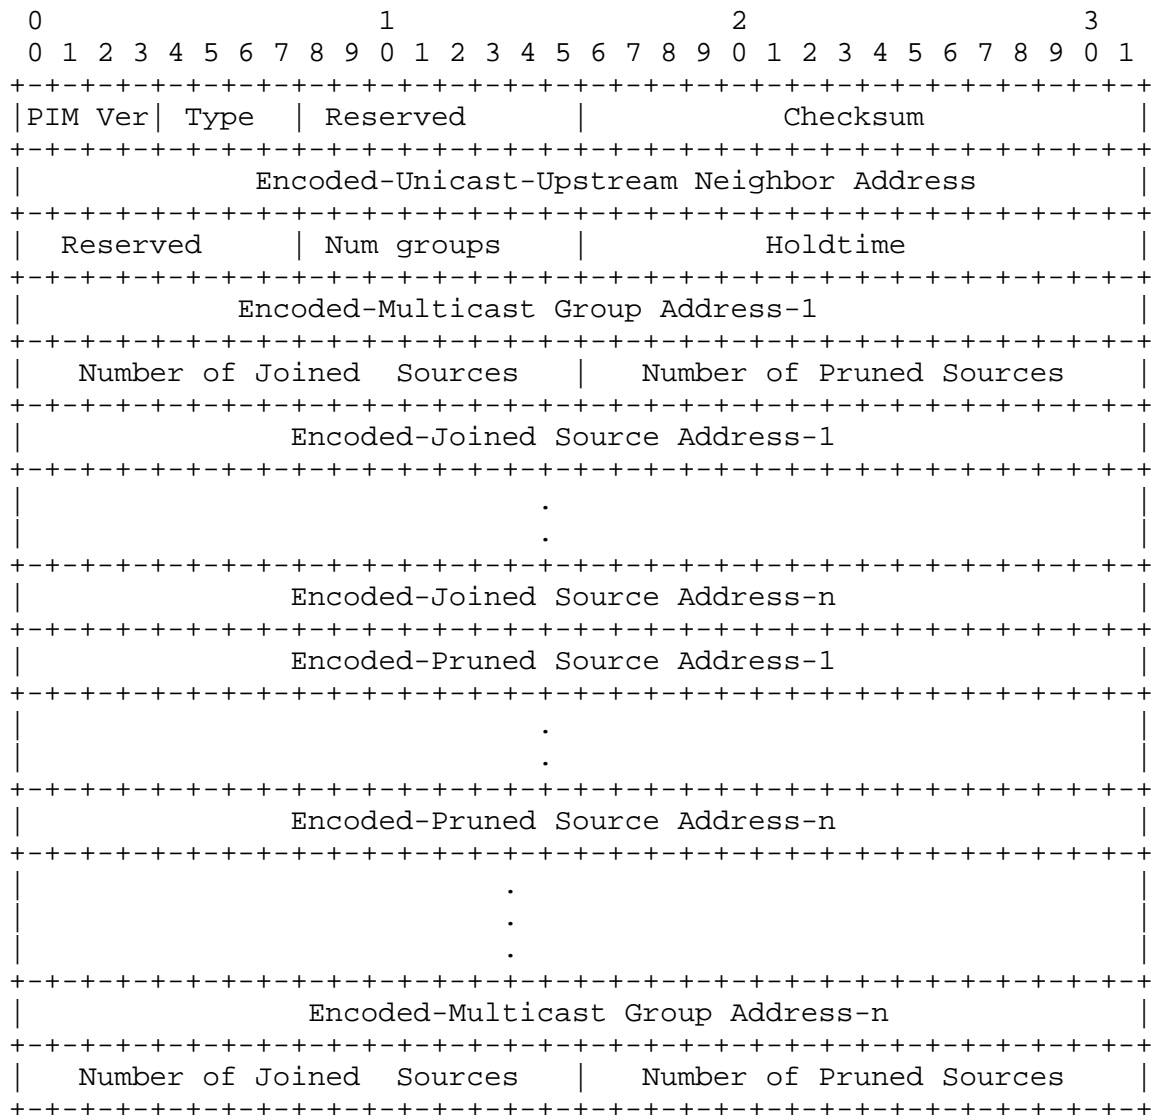 0                   1                   2                   3
 0 1 2 3 4 5 6 7 8 9 0 1 2 3 4 5 6 7 8 9 0 1 2 3 4 5 6 7 8 9 0 1
+-+-+-+-+-+-+-+-+-+-+-+-+-+-+-+-+-+-+-+-+-+-+-+-+-+-+-+-+-+-+-+-+
|PIM Ver| Type  | Reserved      |           Checksum            |
+-+-+-+-+-+-+-+-+-+-+-+-+-+-+-+-+-+-+-+-+-+-+-+-+-+-+-+-+-+-+-+-+
|             Encoded-Unicast-Upstream Neighbor Address         |
+-+-+-+-+-+-+-+-+-+-+-+-+-+-+-+-+-+-+-+-+-+-+-+-+-+-+-+-+-+-+-+-+
|  Reserved     | Num groups    |          Holdtime             |
+-+-+-+-+-+-+-+-+-+-+-+-+-+-+-+-+-+-+-+-+-+-+-+-+-+-+-+-+-+-+-+-+
|            Encoded-Multicast Group Address-1                  |
+-+-+-+-+-+-+-+-+-+-+-+-+-+-+-+-+-+-+-+-+-+-+-+-+-+-+-+-+-+-+-+-+
|   Number of Joined  Sources   |   Number of Pruned Sources    |
+-+-+-+-+-+-+-+-+-+-+-+-+-+-+-+-+-+-+-+-+-+-+-+-+-+-+-+-+-+-+-+-+
|               Encoded-Joined Source Address-1                 |
+-+-+-+-+-+-+-+-+-+-+-+-+-+-+-+-+-+-+-+-+-+-+-+-+-+-+-+-+-+-+-+-+
|                             .                                 |
|                             .                                 |
+-+-+-+-+-+-+-+-+-+-+-+-+-+-+-+-+-+-+-+-+-+-+-+-+-+-+-+-+-+-+-+-+
|               Encoded-Joined Source Address-n                 |
+-+-+-+-+-+-+-+-+-+-+-+-+-+-+-+-+-+-+-+-+-+-+-+-+-+-+-+-+-+-+-+-+
|               Encoded-Pruned Source Address-1                 |
+-+-+-+-+-+-+-+-+-+-+-+-+-+-+-+-+-+-+-+-+-+-+-+-+-+-+-+-+-+-+-+-+
|                             .                                 |
|                             .                                 |
+-+-+-+-+-+-+-+-+-+-+-+-+-+-+-+-+-+-+-+-+-+-+-+-+-+-+-+-+-+-+-+-+
|               Encoded-Pruned Source Address-n                 |
+-+-+-+-+-+-+-+-+-+-+-+-+-+-+-+-+-+-+-+-+-+-+-+-+-+-+-+-+-+-+-+-+
|                           .                                   |
|                           .                                   |
|                           .                                   |
+-+-+-+-+-+-+-+-+-+-+-+-+-+-+-+-+-+-+-+-+-+-+-+-+-+-+-+-+-+-+-+-+
|                Encoded-Multicast Group Address-n              |
+-+-+-+-+-+-+-+-+-+-+-+-+-+-+-+-+-+-+-+-+-+-+-+-+-+-+-+-+-+-+-+-+
|   Number of Joined  Sources   |   Number of Pruned Sources    |
+-+-+-+-+-+-+-+-+-+-+-+-+-+-+-+-+-+-+-+-+-+-+-+-+-+-+-+-+-+-+-+-+